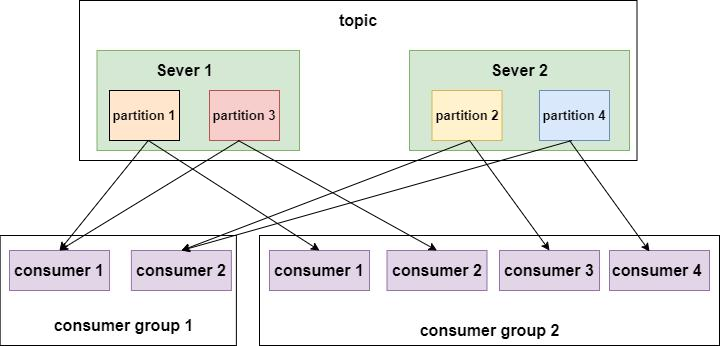 topic
Sever 1
Sever 2
partition 1
partition 3
partition 2
partition 4
consumer 1
consumer 2
consumer 1
consumer 2
consumer 3
consumer 4
consumer group 1
consumer group 2